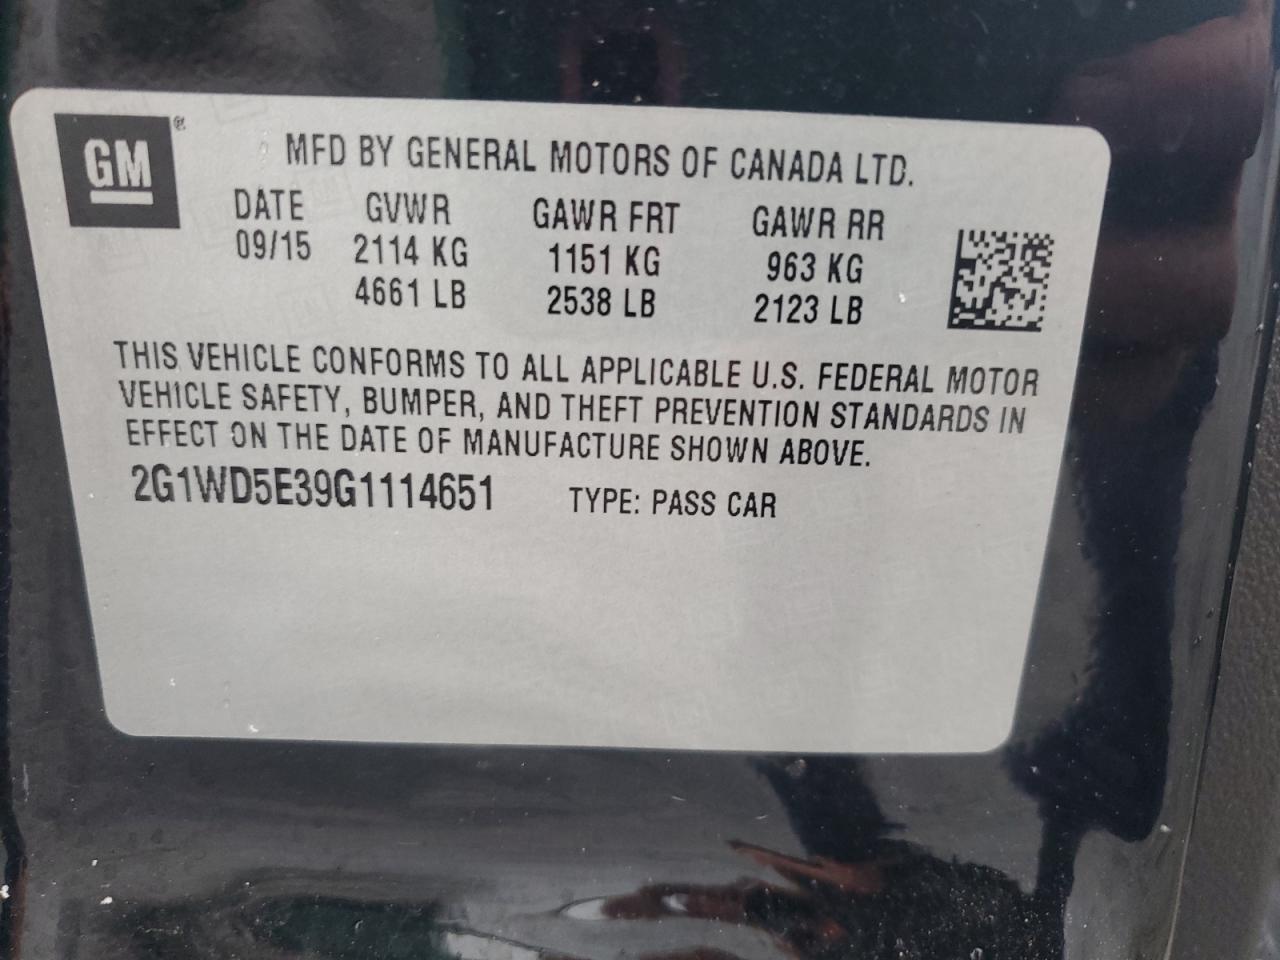 GM®
MFD BY GENERAL MOTORS OF CANADA LTD.
DATE GVWR GAWR FRT GAWR RR
09/15 2114 KG 1151 KG 963 KG
4661 LB 2538 LB 2123 LB
THIS VEHICLE CONFORMS TO ALL APPLICABLE U.S. FEDERAL MOTOR
VEHICLE SAFETY, BUMPER, AND THEFT PREVENTION STANDARDS IN
EFFECT ON THE DATE OF MANUFACTURE SHOWN ABOVE.
2G1WD5E39G1114651 TYPE: PASS CAR